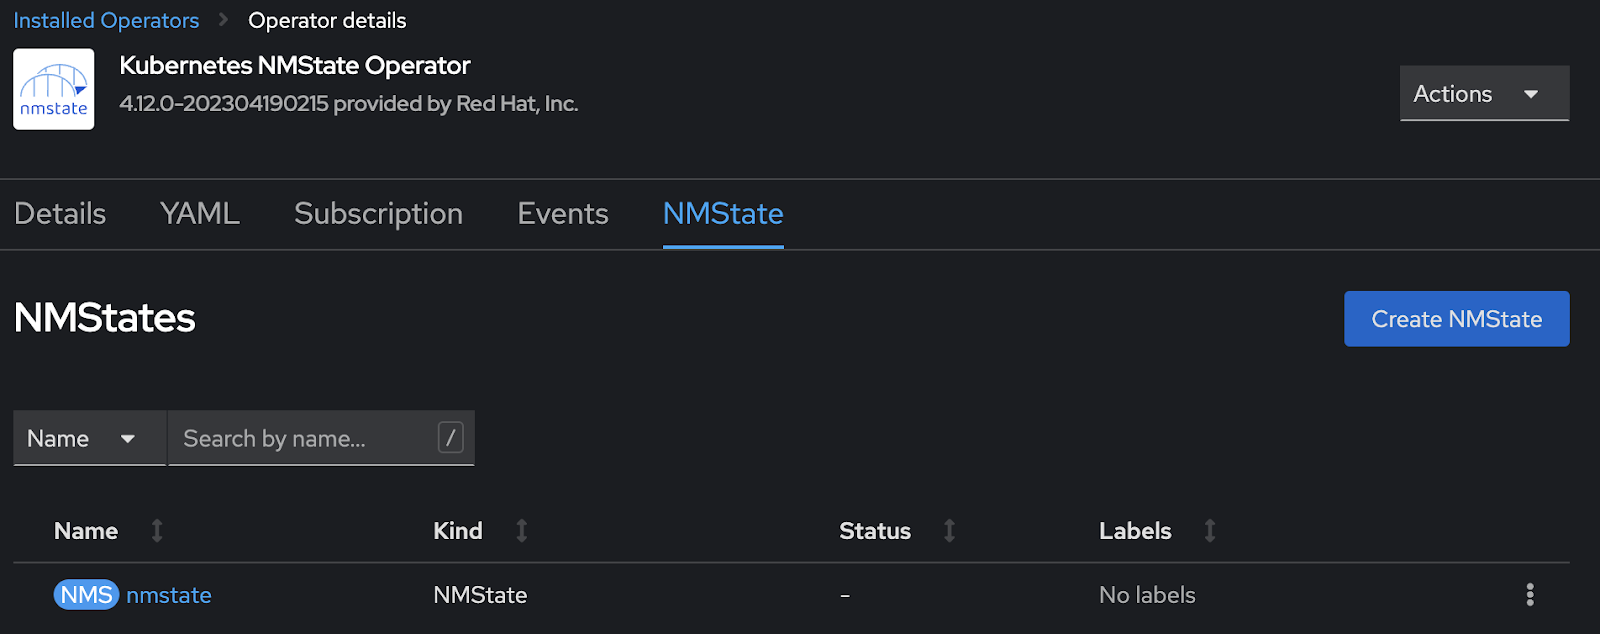 Installed Operators > Operator details
nmstate
Kubernetes NMState Operator
4.12.0-202304190215 provided by Red Hat, Inc.
Actions
Details YAML Subscription Events NMState
NMStates
Create NMState
Name Search by name... /
Name Kind Status Labels
NMS nmstate NMState - No labels